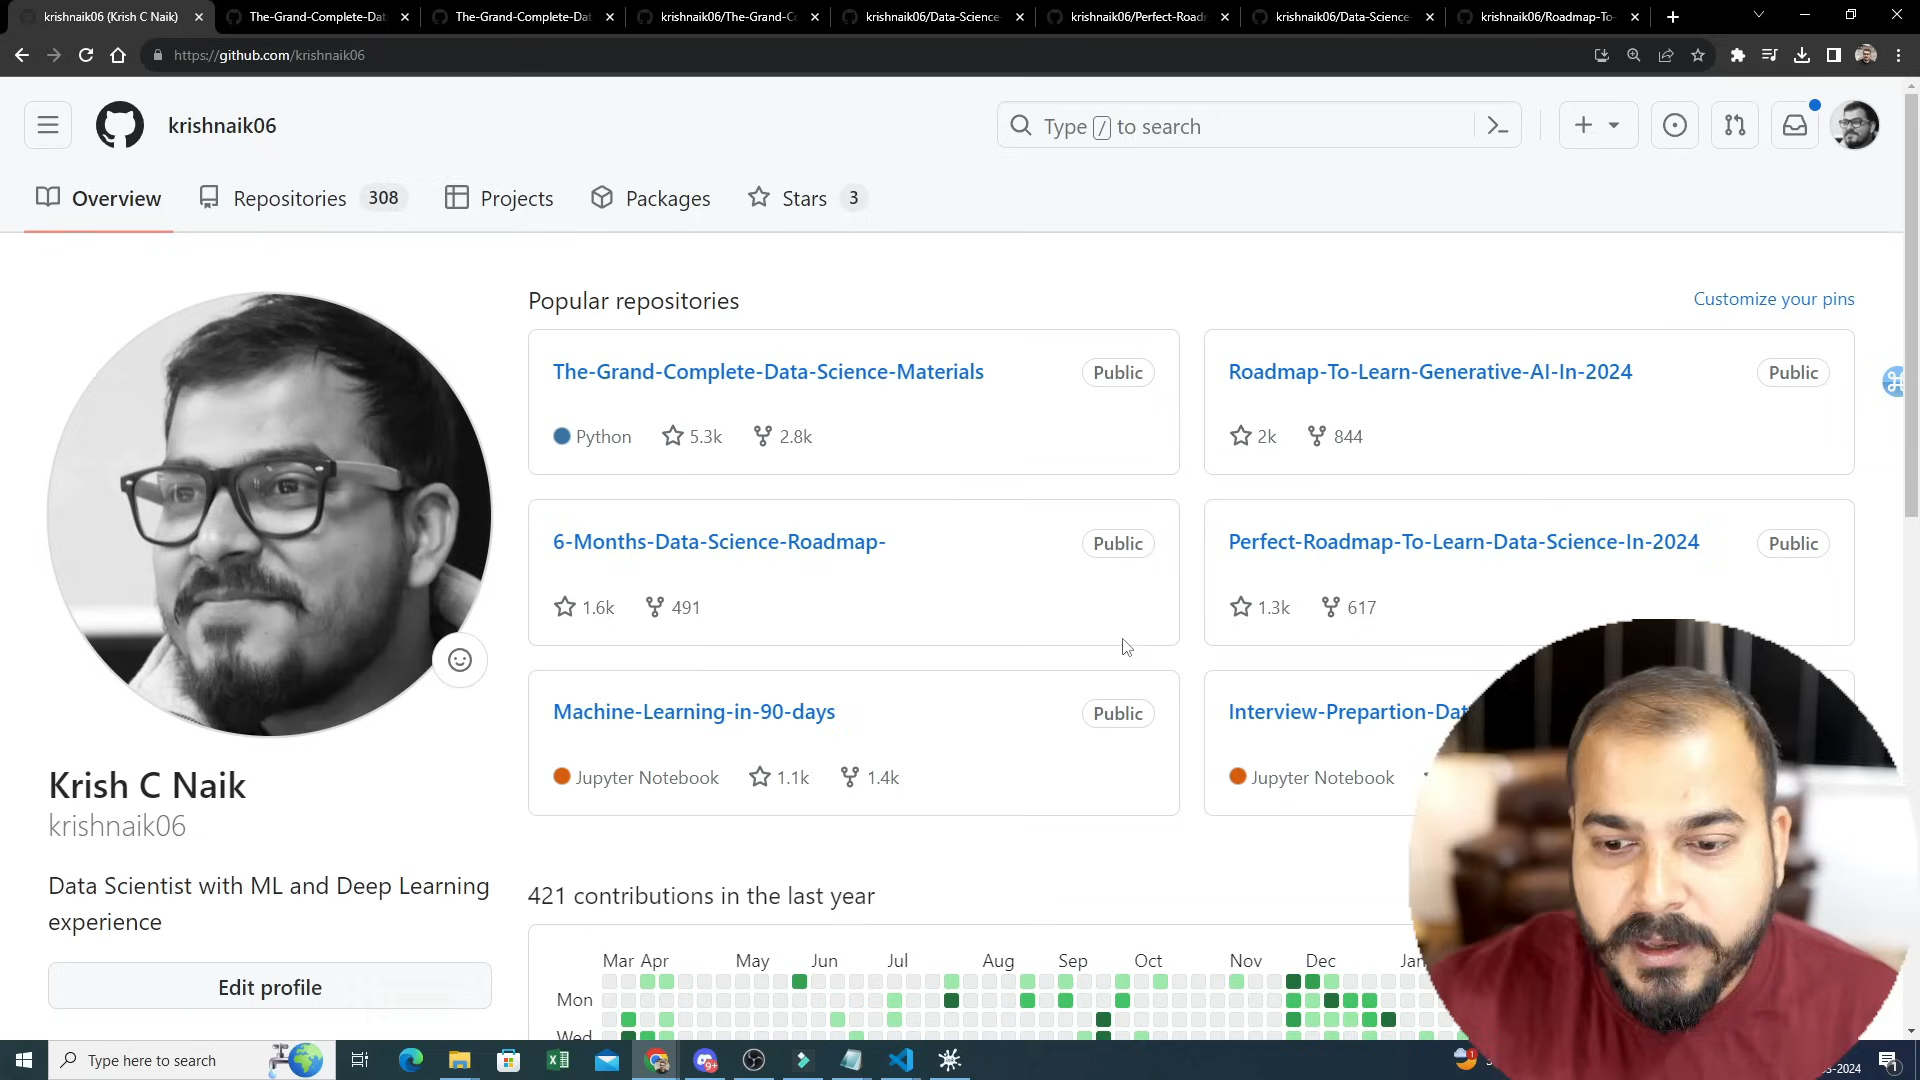 krishnaik06 (Krish C Naik)
The-Grand-Complete-Dat
The-Grand-Complete-Dat
krishnaik06/The-Grand-Co
krishnaik06/Data-Science-
krishnaik06/Perfect-Roadm
krishnaik06/Data-Science-
krishnaik06/Roadmap-To-
https://github.com/krishnaik06
krishnaik06
Type / to search
Overview
Repositories 308
Projects
Packages
Stars 3
Popular repositories
Customize your pins
The-Grand-Complete-Data-Science-Materials
Public
Python 5.3k 2.8k
Roadmap-To-Learn-Generative-AI-In-2024
Public
2k 844
6-Months-Data-Science-Roadmap-
Public
1.6k 491
Perfect-Roadmap-To-Learn-Data-Science-In-2024
Public
1.3k 617
Machine-Learning-in-90-days
Public
Jupyter Notebook 1.1k 1.4k
Interview-Prepartion-Dat
Jupyter Notebook
Krish C Naik
krishnaik06
Data Scientist with ML and Deep Learning
experience
Edit profile
421 contributions in the last year
Mar Apr May Jun Jul Aug Sep Oct Nov Dec Jan
Mon
Wed
Type here to search